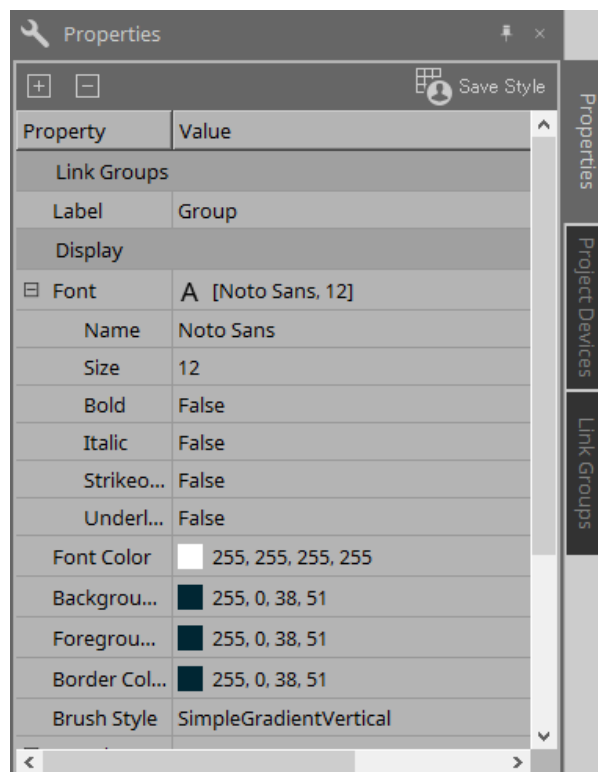 Properties
Save Style
Property Value
Link Groups
Label Group
Display
Font A [Noto Sans, 12]
Name Noto Sans
Size 12
Bold False
Italic False
Strikeo... False
Underl... False
Font Color 255, 255, 255, 255
Backgrou... 255, 0, 38, 51
Foregrou... 255, 0, 38, 51
Border Col... 255, 0, 38, 51
Brush Style SimpleGradientVertical
Properties
Project Devices
Link Groups